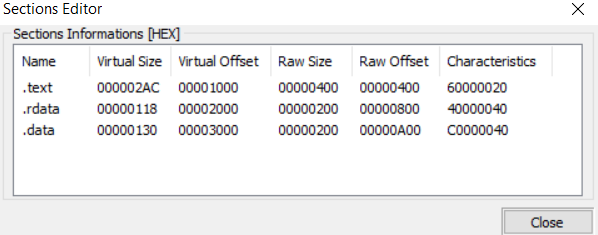 Sections Editor
Sections Informations [HEX]
Name Virtual Size Virtual Offset Raw Size Raw Offset Characteristics
.text 000002AC 00001000 00000400 00000400 60000020
.rdata 00000118 00002000 00000200 00000800 40000040
.data 00000130 00003000 00000200 00000A00 C0000040
Close